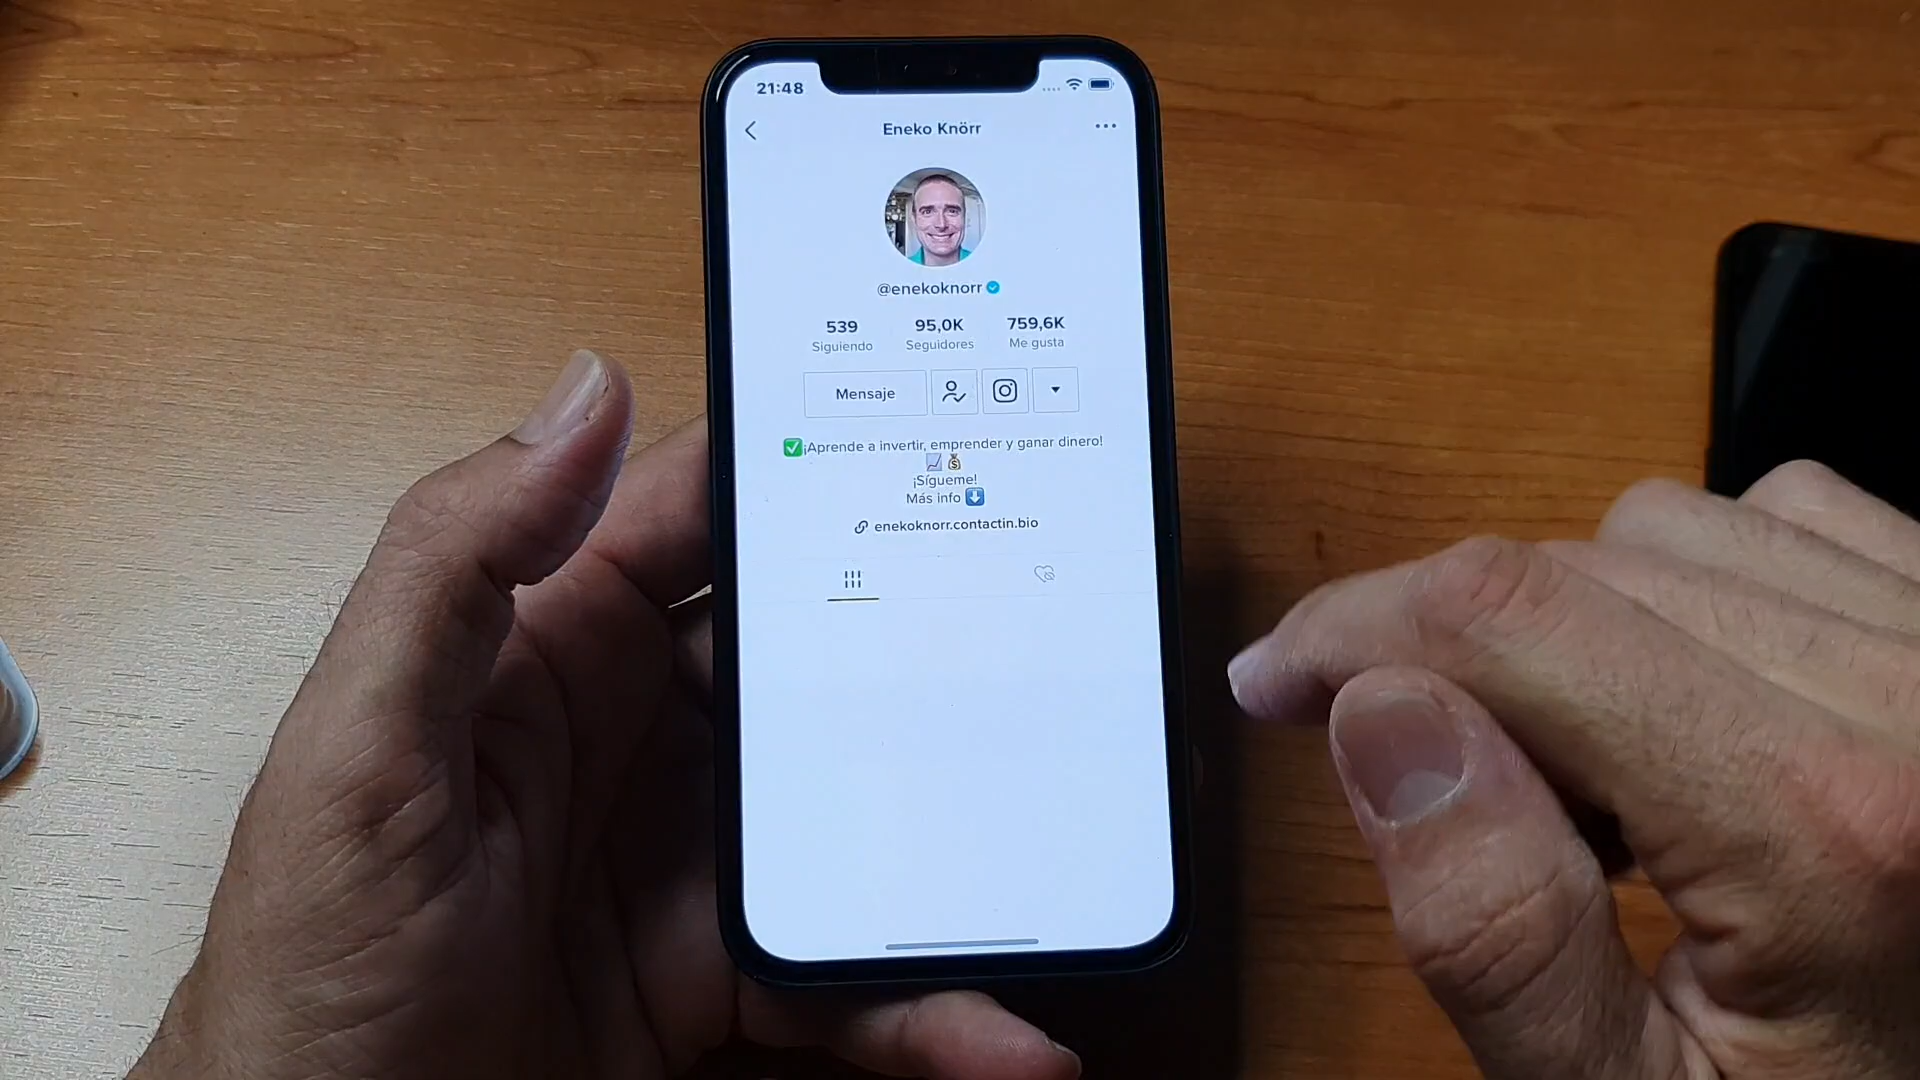 21:48
Eneko Knörr
@enekoknorr
539 95,0K 759,6K
Siguiendo Seguidores Me gusta
Mensaje
¡Aprende a invertir, emprender y ganar dinero!
¡Sígueme!
Más info
enekoknorr.contactin.bio